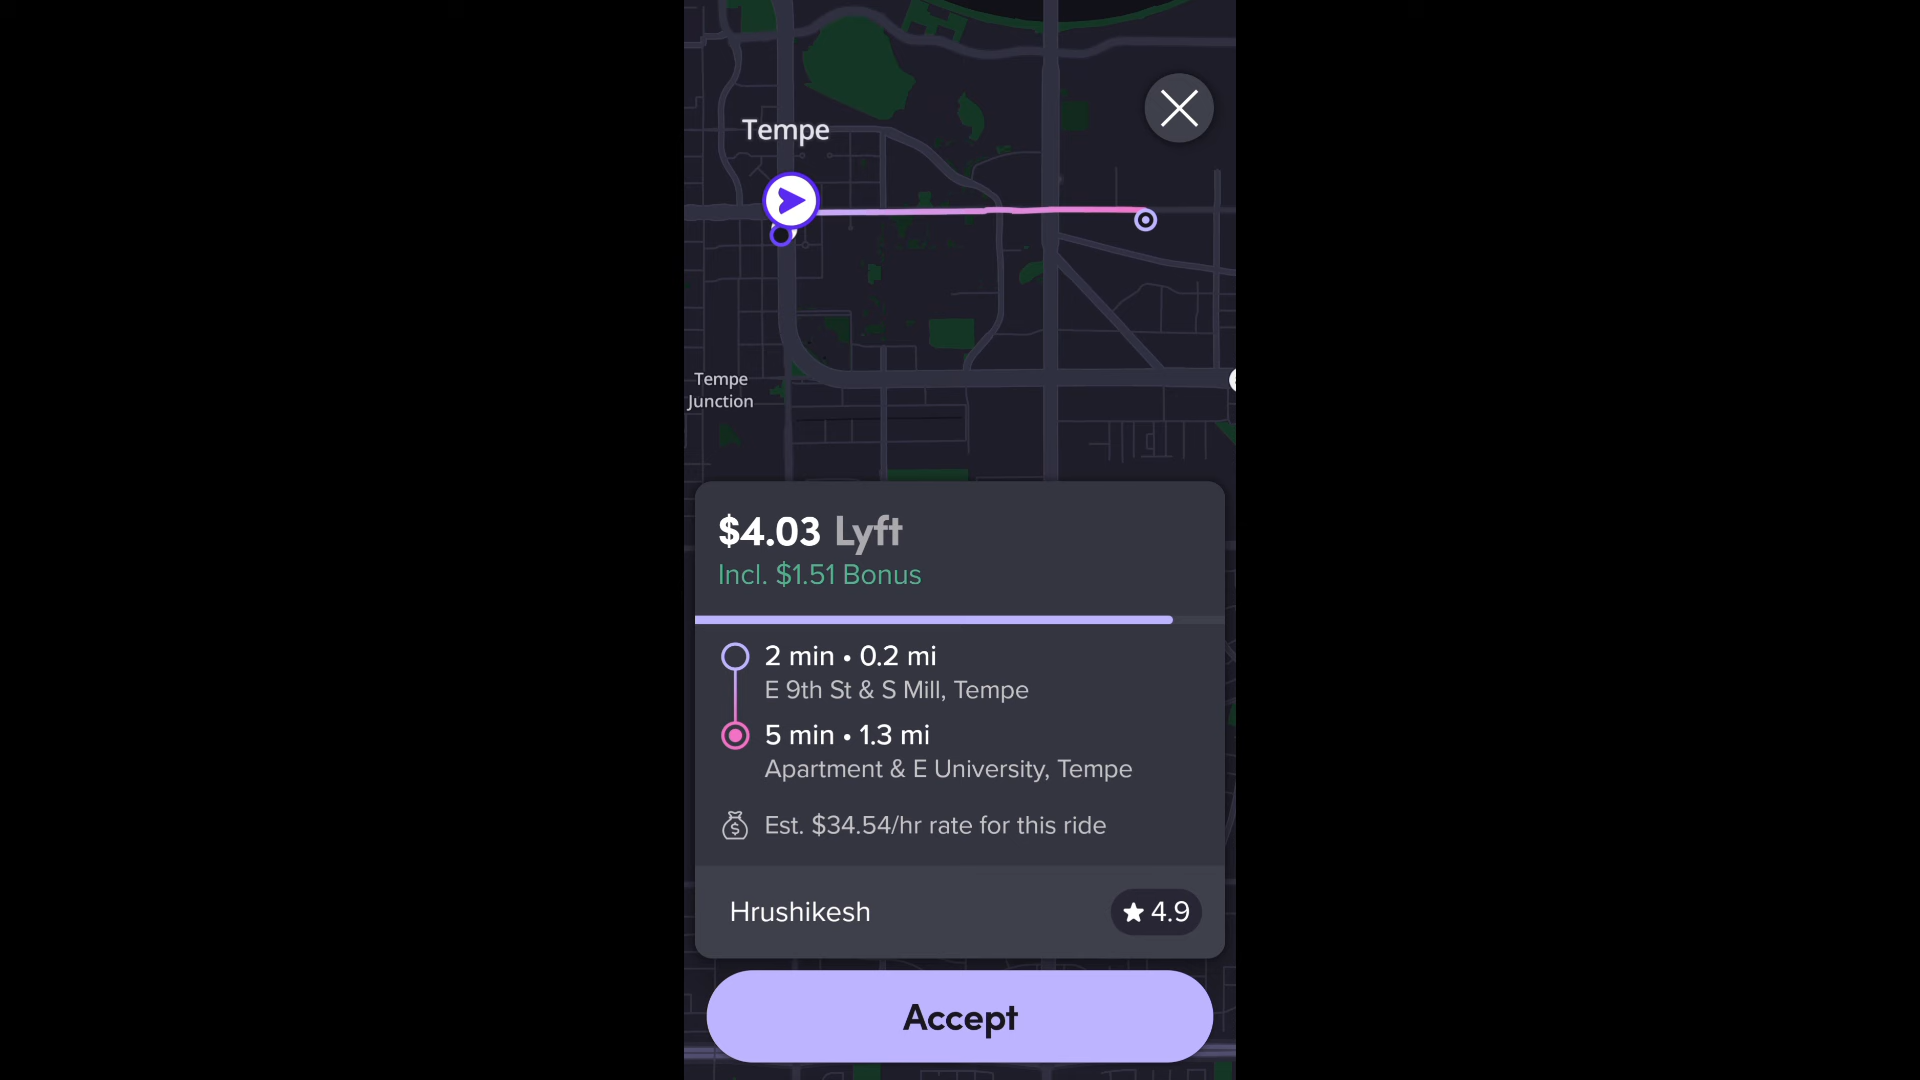 Tempe
Tempe
Junction
$4.03 Lyft
Incl. $1.51 Bonus
2 min • 0.2 mi
E 9th St & S Mill, Tempe
5 min • 1.3 mi
Apartment & E University, Tempe
Est. $34.54/hr rate for this ride
Hrushikesh
★ 4.9
Accept